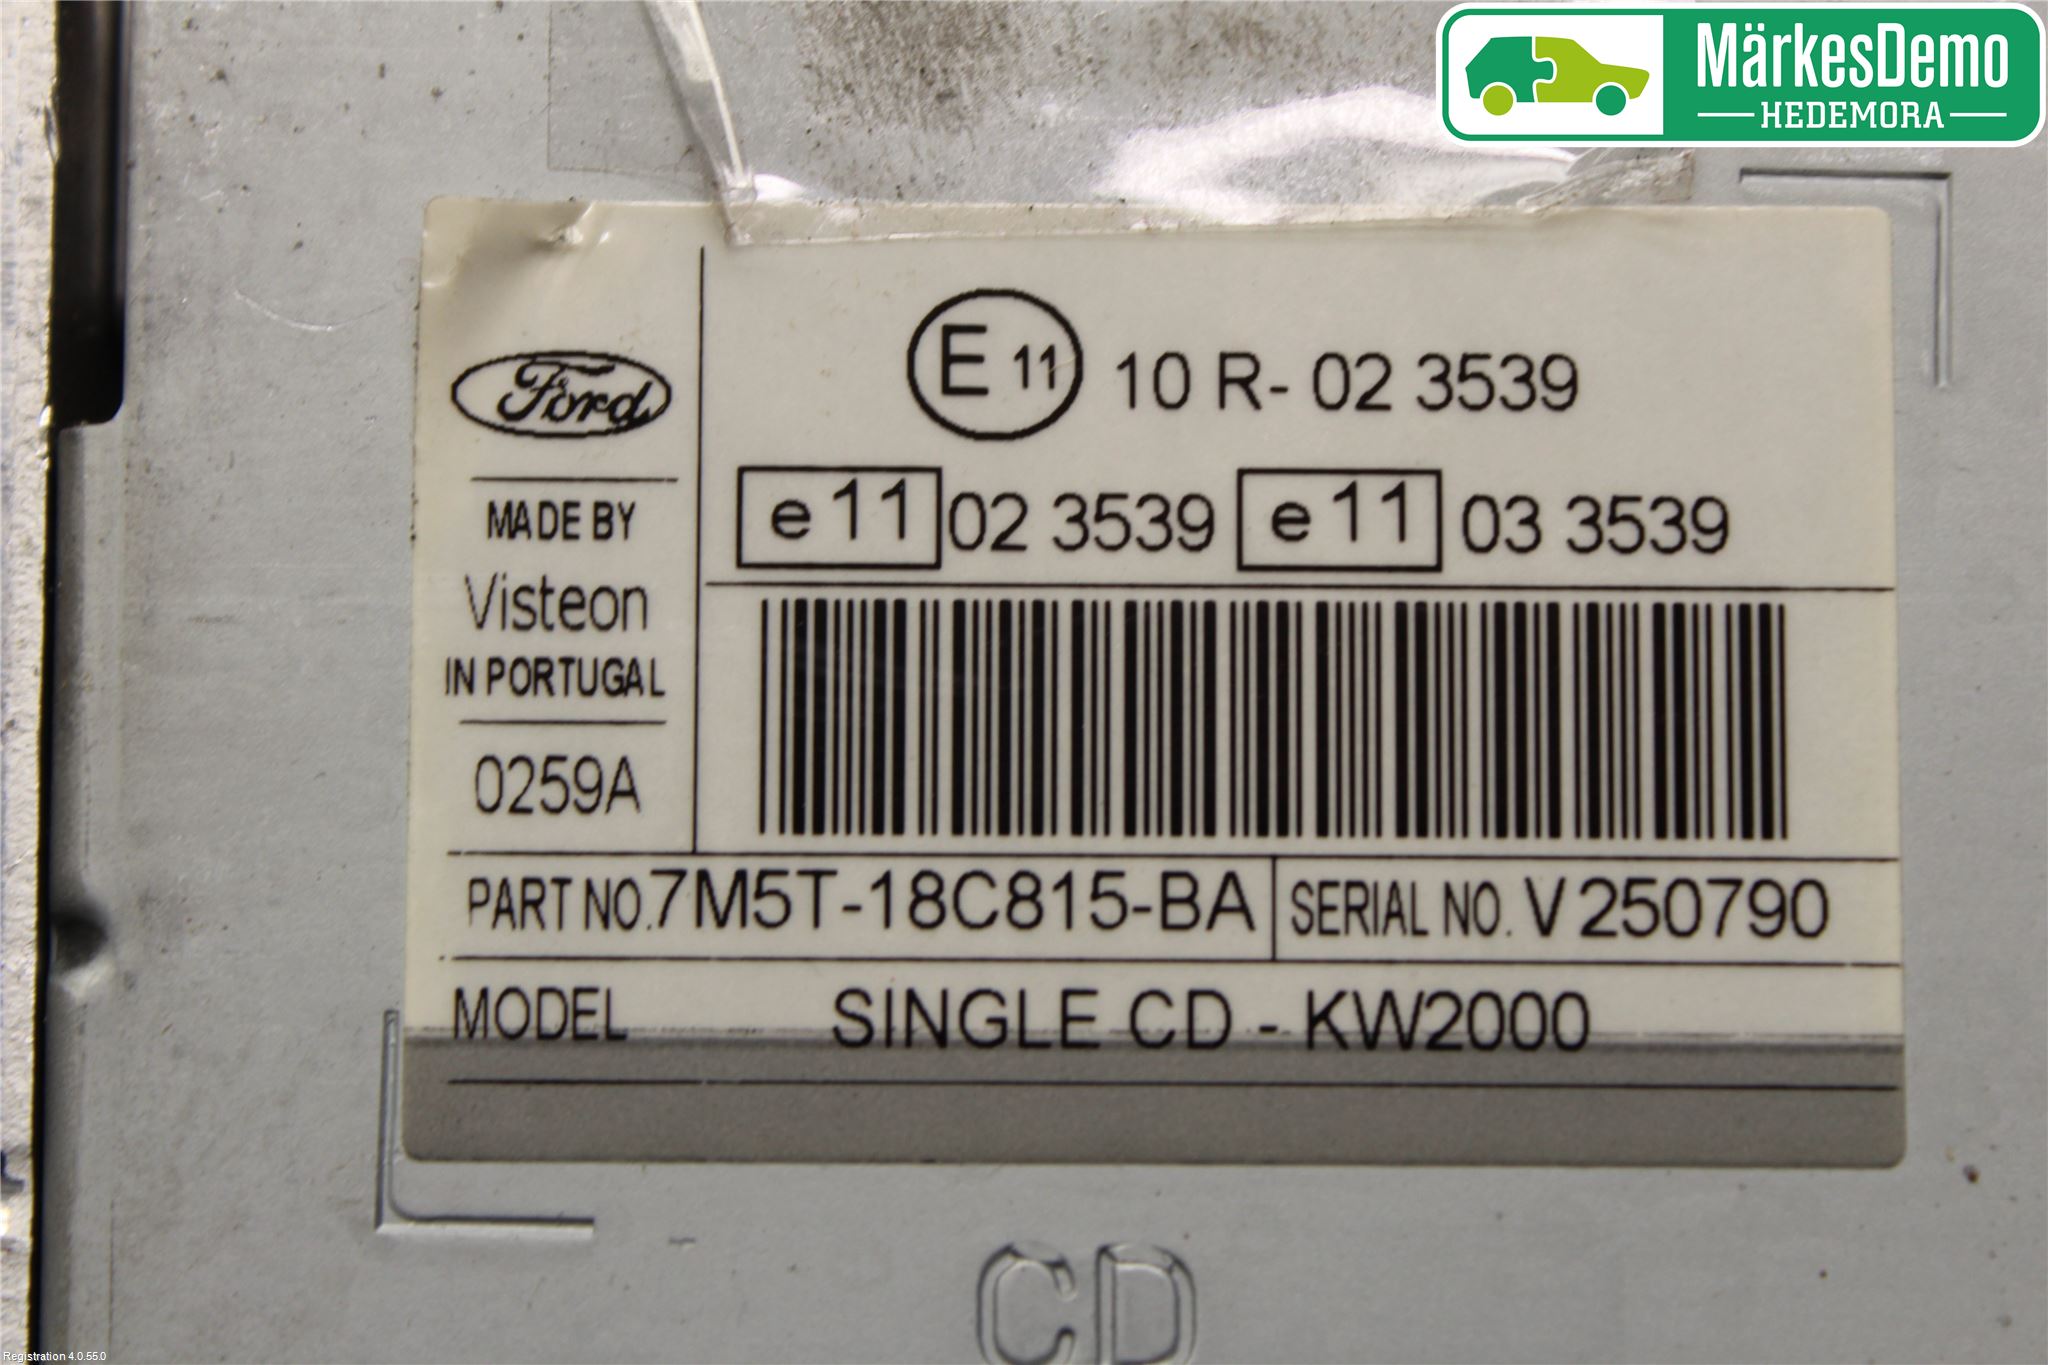 MärkesDemo
HEDEMORA
Ford
MADE BY
Visteon
IN PORTUGAL
0259A
E 11 10 R- 02 3539
e 11 02 3539 e 11 03 3539
PART NO. 7M5T-18C815-BA SERIAL NO. V250790
MODEL SINGLE CD - KW2000
CD
Registration 4.0.55.0